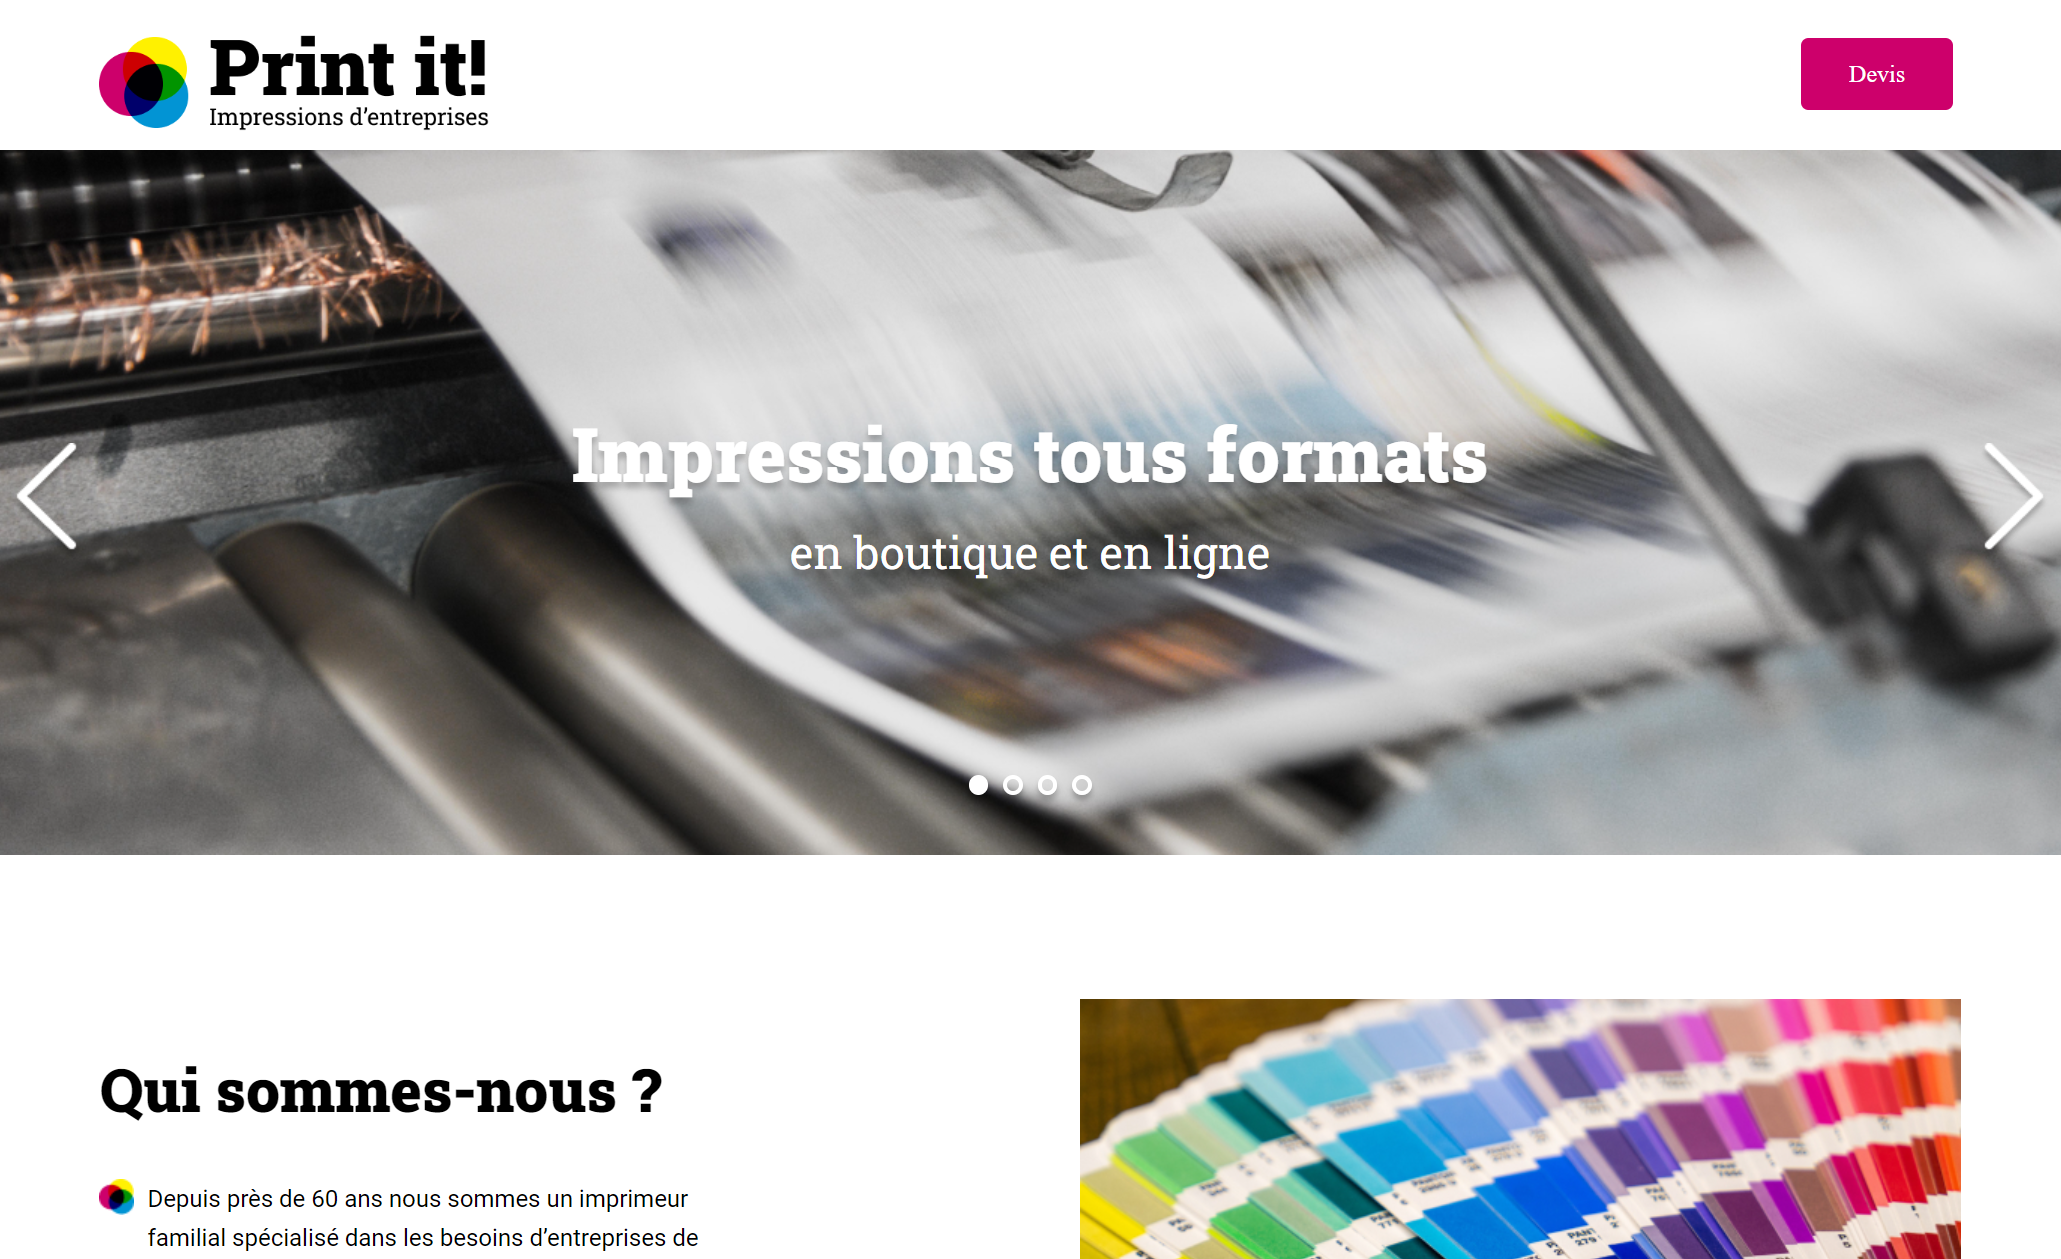 Print it!
Impressions d’entreprises
Devis
Impressions tous formats
en boutique et en ligne
Qui sommes-nous ?
Depuis près de 60 ans nous sommes un imprimeur
familial spécialisé dans les besoins d’entreprises de